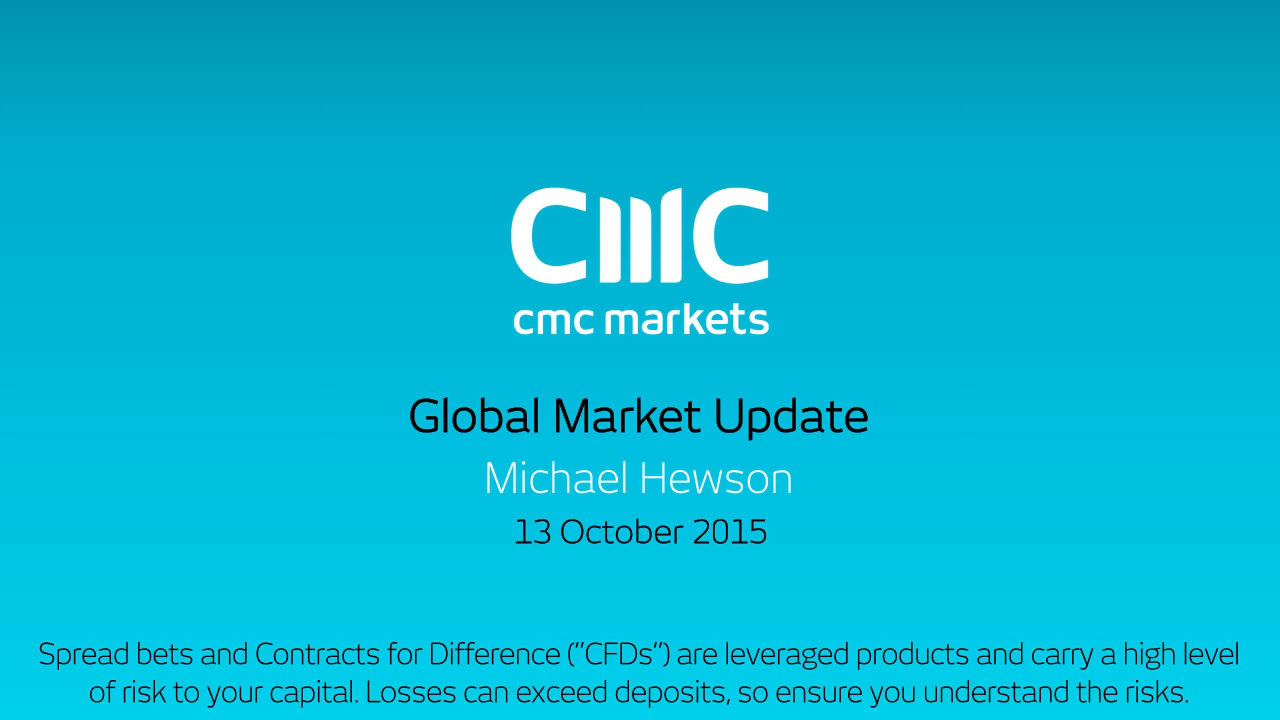 CMC
cmc markets
Global Market Update
Michael Hewson
13 October 2015
Spread bets and Contracts for Difference (“CFDs”) are leveraged products and carry a high level
of risk to your capital. Losses can exceed deposits, so ensure you understand the risks.